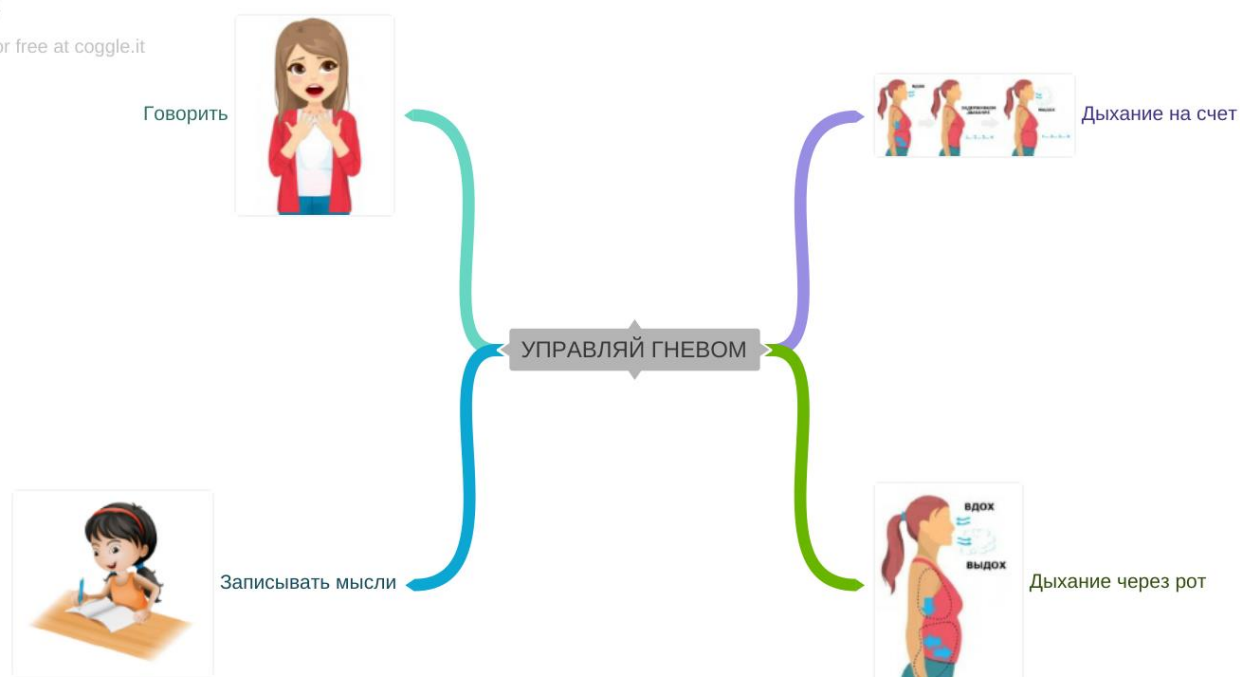 or free at coggle.it
Говорить
Дыхание на счет
УПРАВЛЯЙ ГНЕВОМ
Записывать мысли
ВДОХ
ВЫДОХ
Дыхание через рот